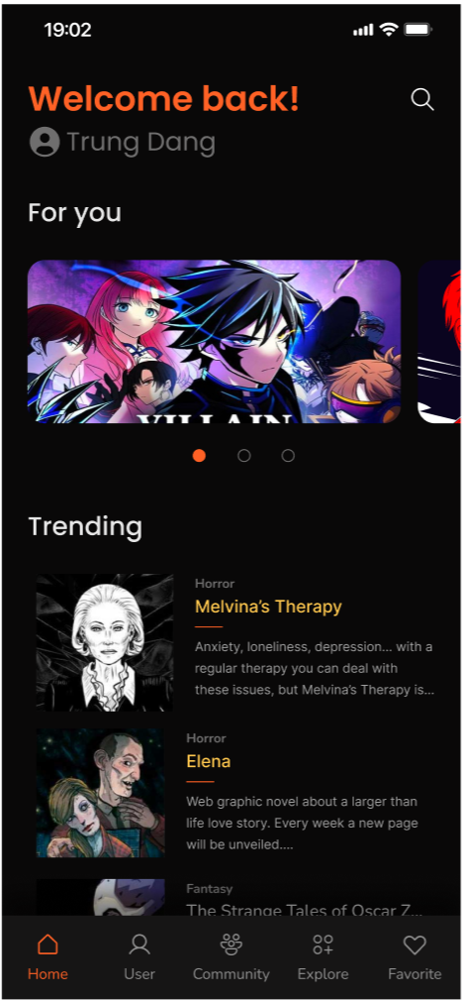 19:02
Welcome back!
Trung Dang
For you
VILLAIN
Trending
Horror
Melvina’s Therapy
Anxiety, loneliness, depression... with a
regular therapy you can deal with
these issues, but Melvina’s Therapy is...
Horror
Elena
Web graphic novel about a larger than
life love story. Every week a new page
will be unveiled....
Fantasy
The Strange Tales of Oscar Z...
Home
User
Community
Explore
Favorite